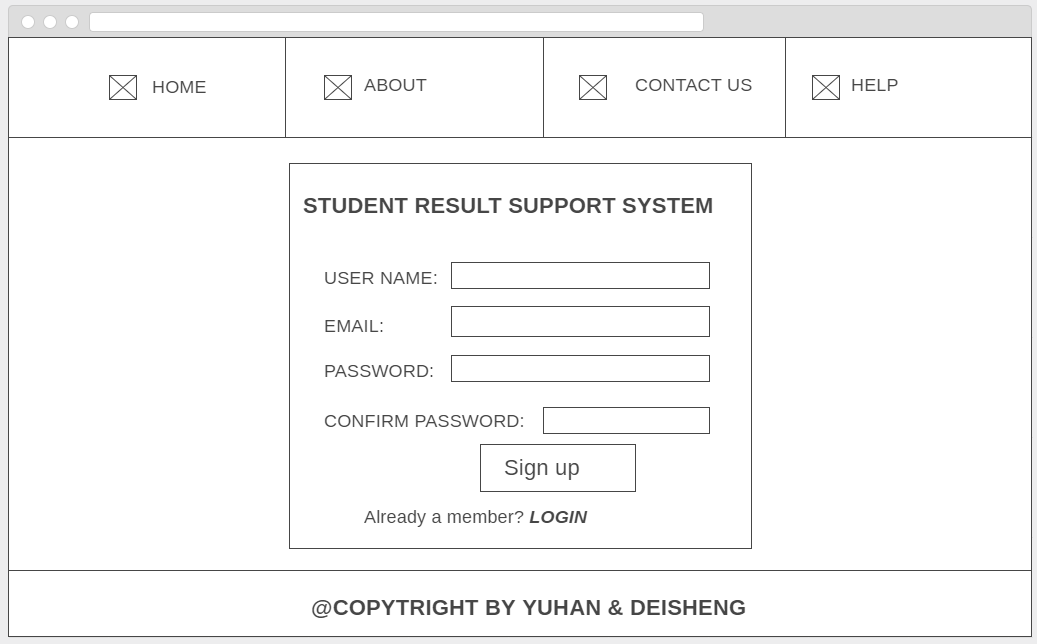 HOME ABOUT CONTACT US HELP
STUDENT RESULT SUPPORT SYSTEM
USER NAME:
EMAIL:
PASSWORD:
CONFIRM PASSWORD:
Sign up
Already a member? LOGIN
@COPYTRIGHT BY YUHAN & DEISHENG